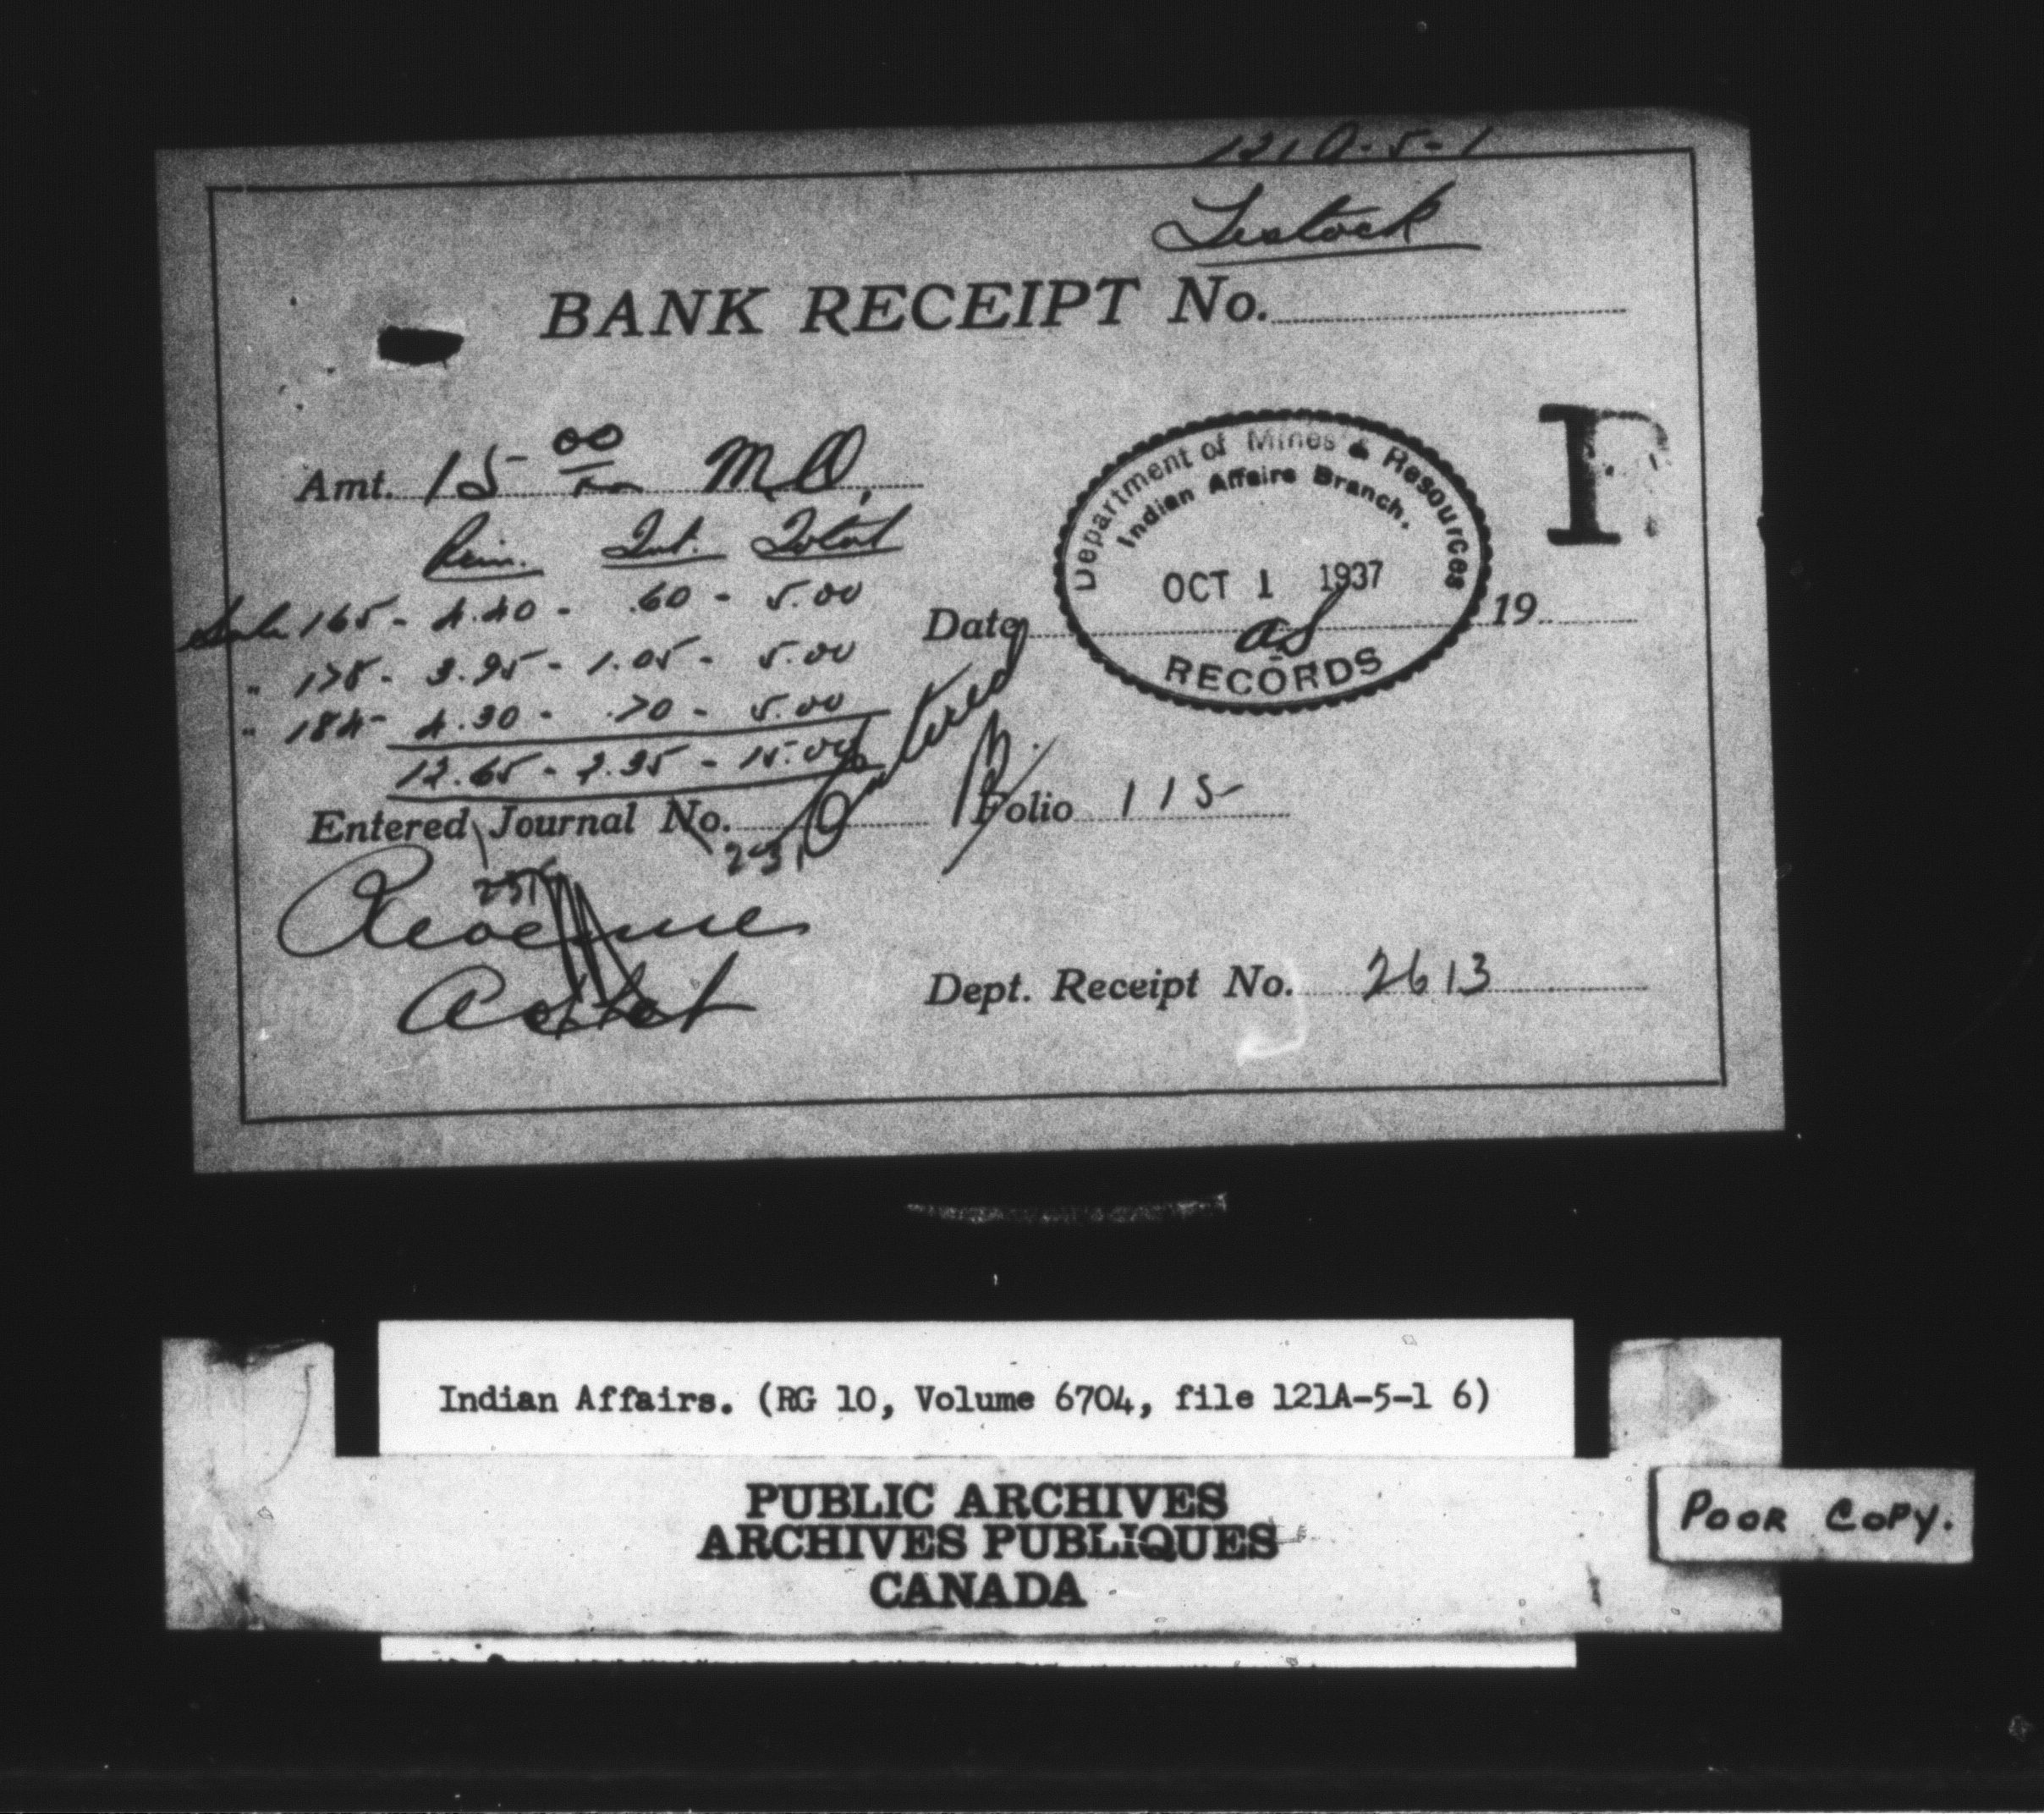 121A-5-1
BANK RECEIPT No.
Amt. 15 00 M.O.
Prin. Int. Total
Sale 165 - 4.40 - .60 - 5.00
" 178 - 3.95 - 1.05 - 5.00
" 184 - 4.30 - .70 - 5.00
12.65 - 2.35 - 15.00
Department of Mines & Resources
Indian Affairs Branch.
OCT 1 1937
RECORDS
Date 19
Entered
Entered Journal No. Folio 115
Revenue
Dept. Receipt No. 2613
Indian Affairs. (RG 10, Volume 6704, file 121A-5-1 6)
PUBLIC ARCHIVES
ARCHIVES PUBLIQUES
CANADA
POOR COPY.